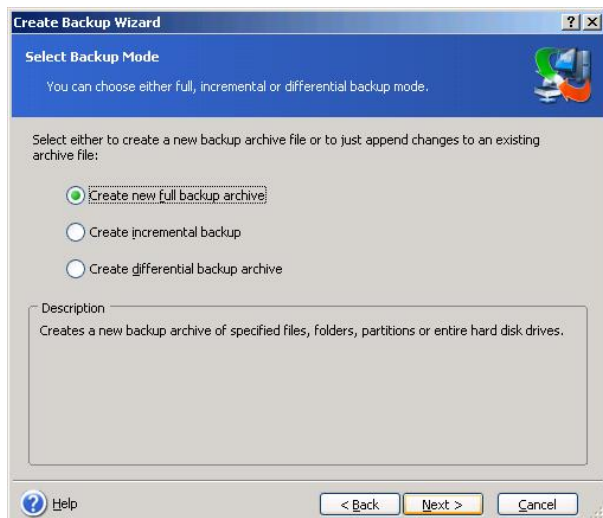 Create Backup Wizard
Select Backup Mode
You can choose either full, incremental or differential backup mode.
Select either to create a new backup archive file or to just append changes to an existing
archive file:
Create new full backup archive
Create incremental backup
Create differential backup archive
Description
Creates a new backup archive of specified files, folders, partitions or entire hard disk drives.
Help
< Back
Next >
Cancel